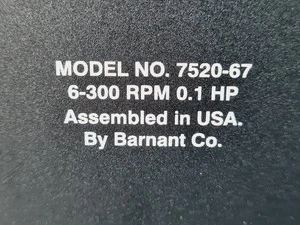 MODEL NO. 7520-67
6-300 RPM 0.1 HP
Assembled in USA.
By Barnant Co.